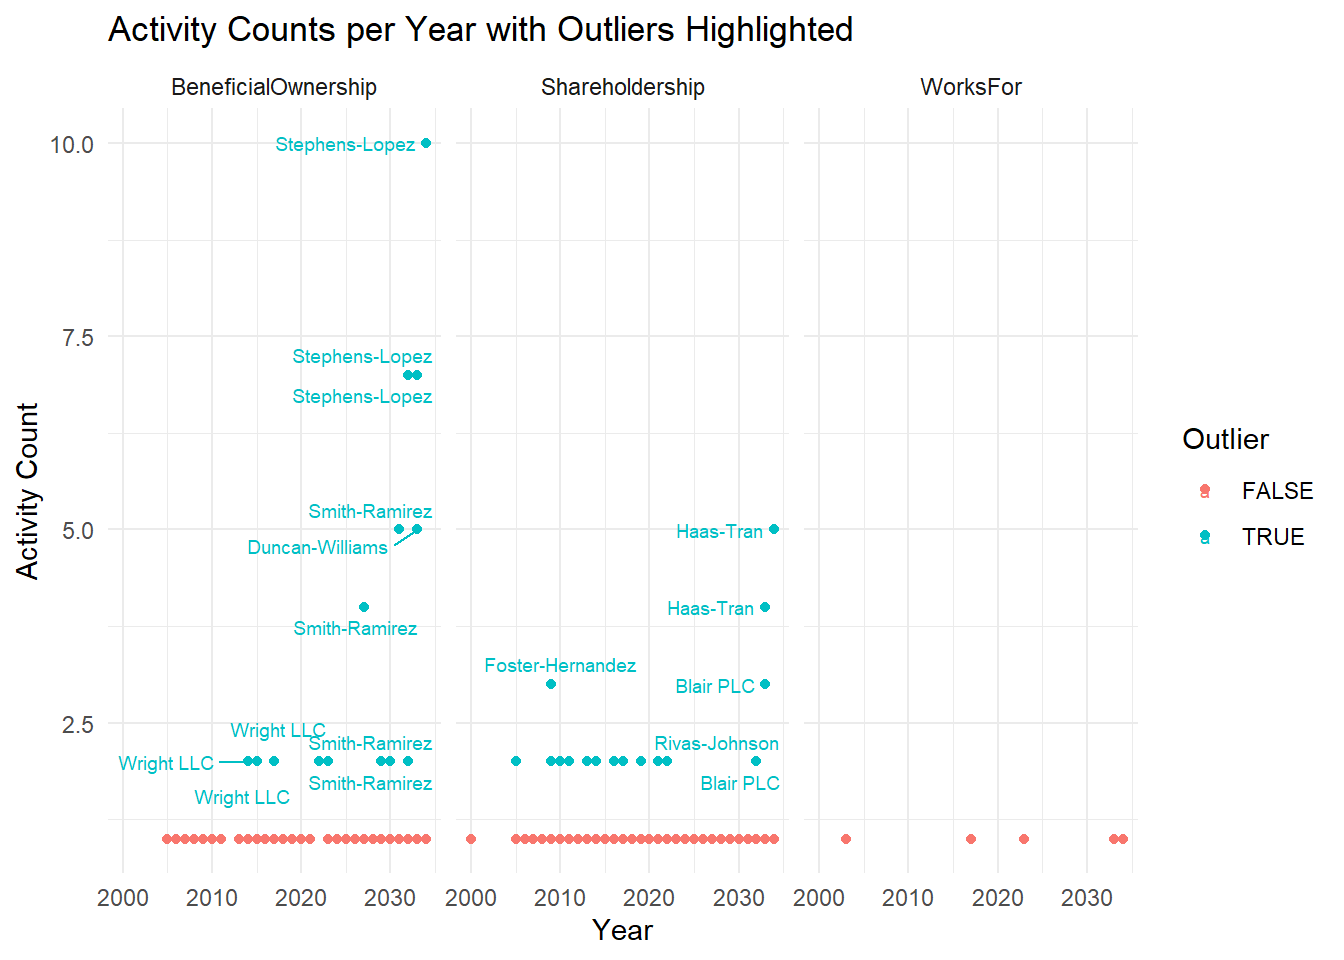 Activity Counts per Year with Outliers Highlighted
BeneficialOwnership
Shareholdership
WorksFor
10.0
7.5
5.0
2.5
Activity Count
Stephens-Lopez
Stephens-Lopez
Stephens-Lopez
Smith-Ramirez
Duncan-Williams
Smith-Ramirez
Wright LLC
Smith-Ramirez
Wright LLC
Smith-Ramirez
Wright LLC
Haas-Tran
Haas-Tran
Foster-Hernandez
Blair PLC
Rivas-Johnson
Blair PLC
2000 2010 2020 2030
2000 2010 2020 2030
2000 2010 2020 2030
Year
Outlier
a FALSE
a TRUE